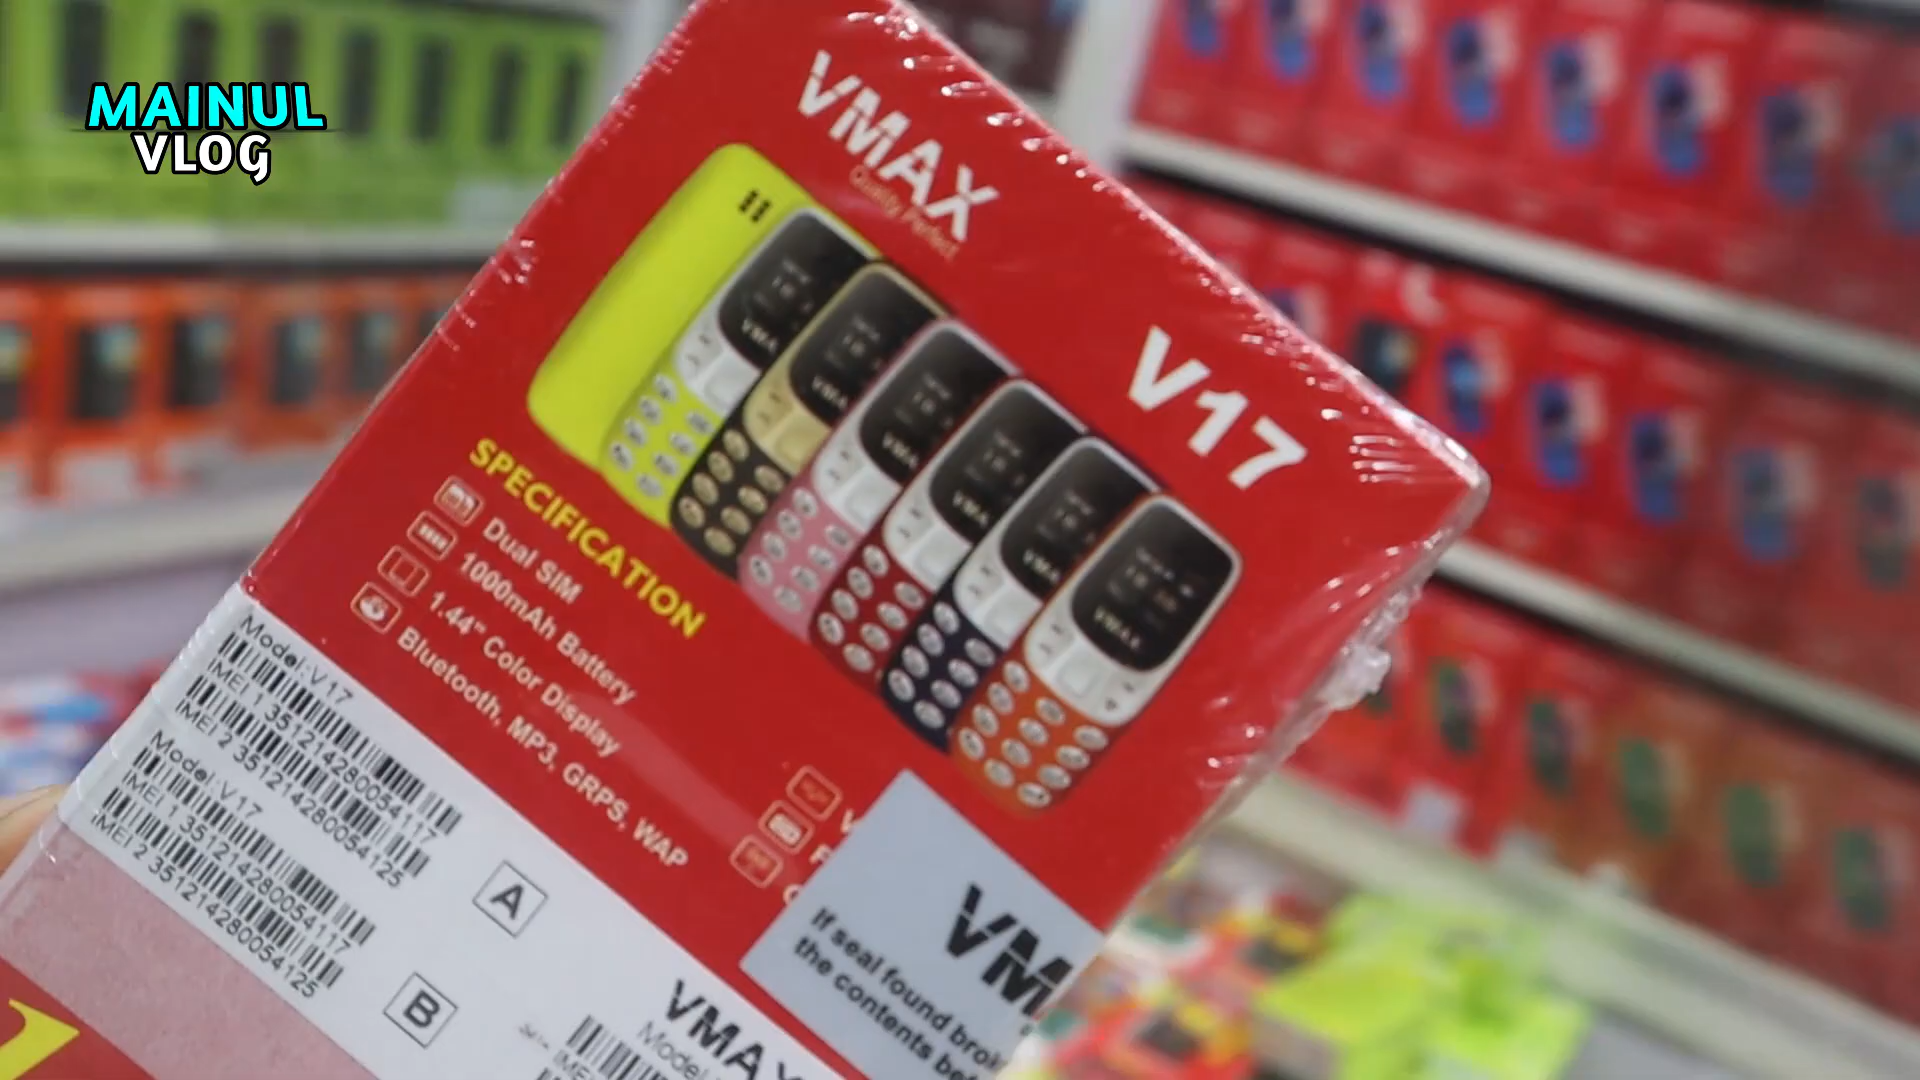 MAINUL
VLOG
VMAX
Quality Perfect
V17
SPECIFICATION
Dual SIM
1000mAh Battery
1.44" Color Display
Bluetooth, MP3, GRPS, WAP
Model:V17
IMEI 1 351214280054117
IMEI 2 351214280054125
A
Model:V17
IMEI 1 351214280054117
IMEI 2 351214280054125
B
VM
If seal found
the contents
VMAX
Model
IMEI